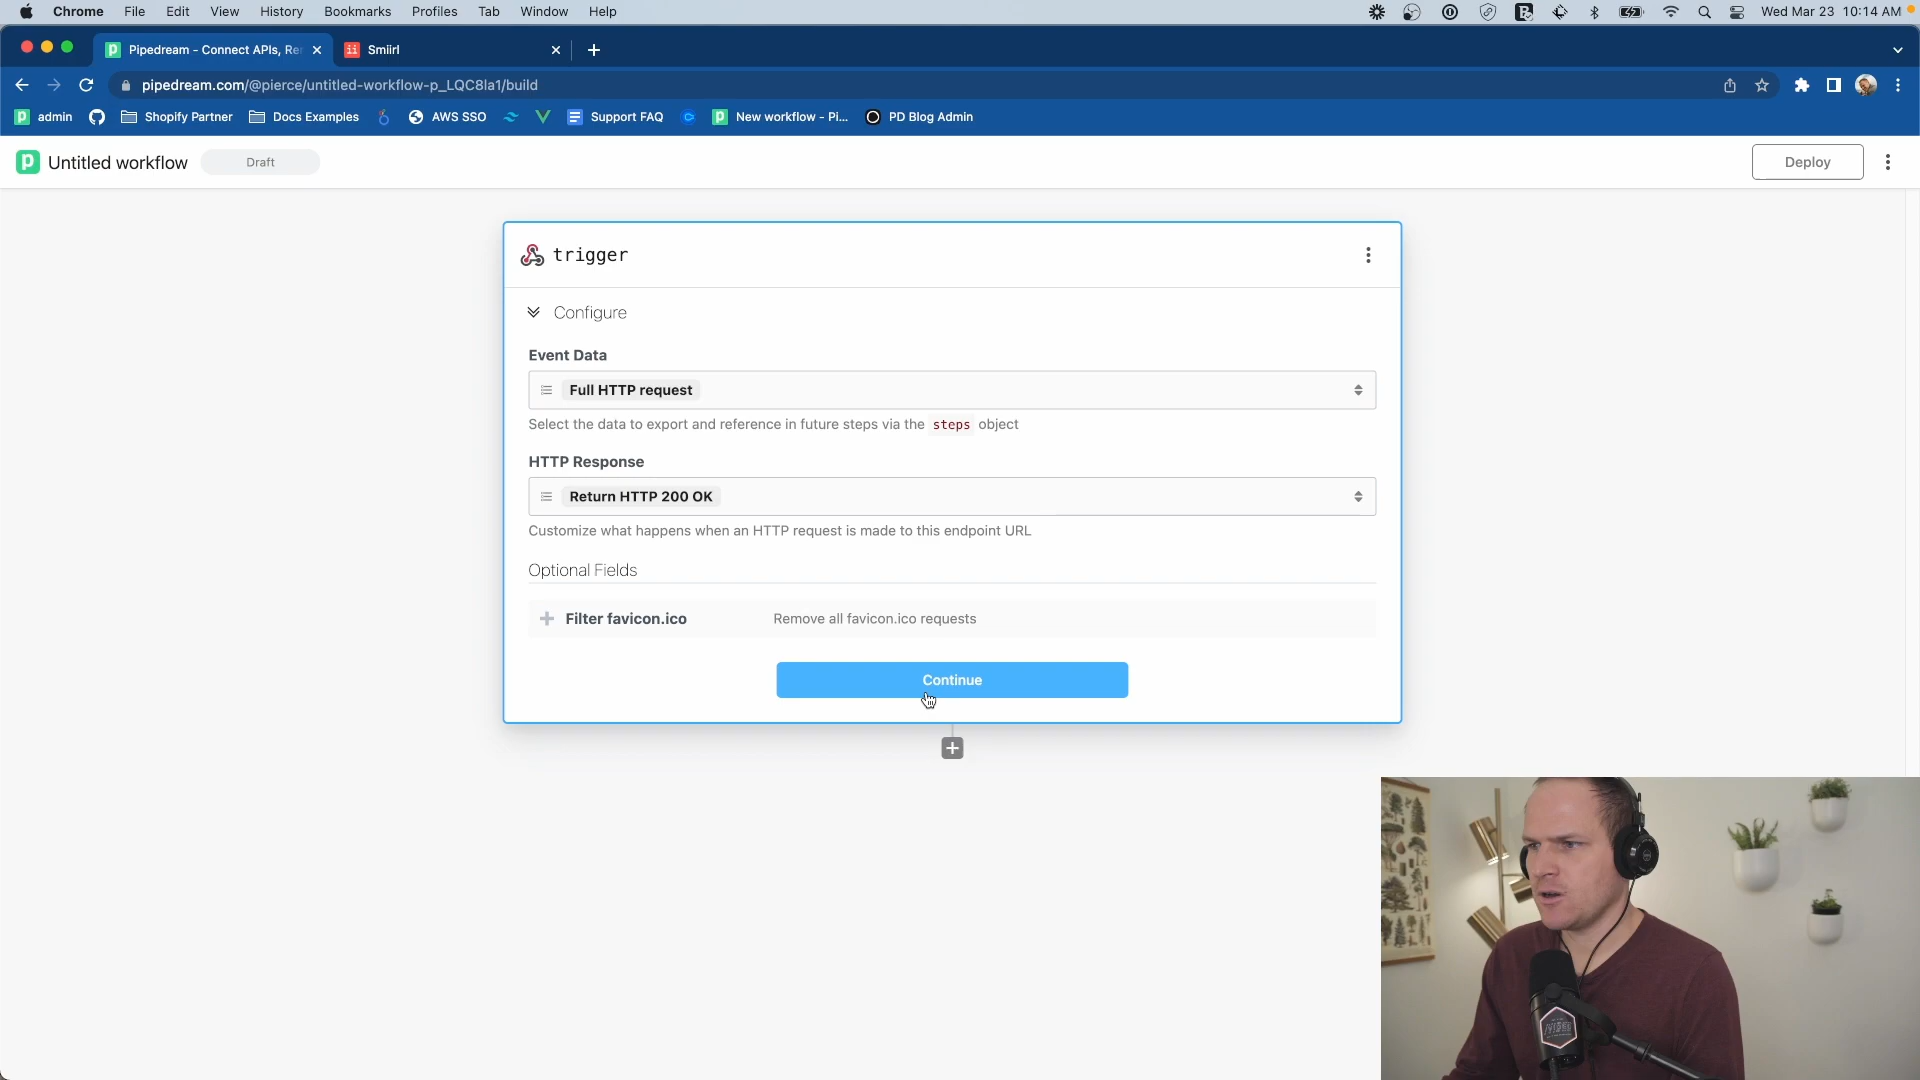 Chrome File Edit View History Bookmarks Profiles Tab Window Help Wed Mar 23 10:14 AM
Pipedream - Connect APIs, Re Smiirl
pipedream.com/@pierce/untitled-workflow-p_LQC8la1/build
admin Shopify Partner Docs Examples AWS SSO Support FAQ New workflow - Pi... PD Blog Admin
Untitled workflow Draft Deploy
trigger
Configure
Event Data
Full HTTP request
Select the data to export and reference in future steps via the steps object
HTTP Response
Return HTTP 200 OK
Customize what happens when an HTTP request is made to this endpoint URL
Optional Fields
Filter favicon.ico Remove all favicon.ico requests
Continue